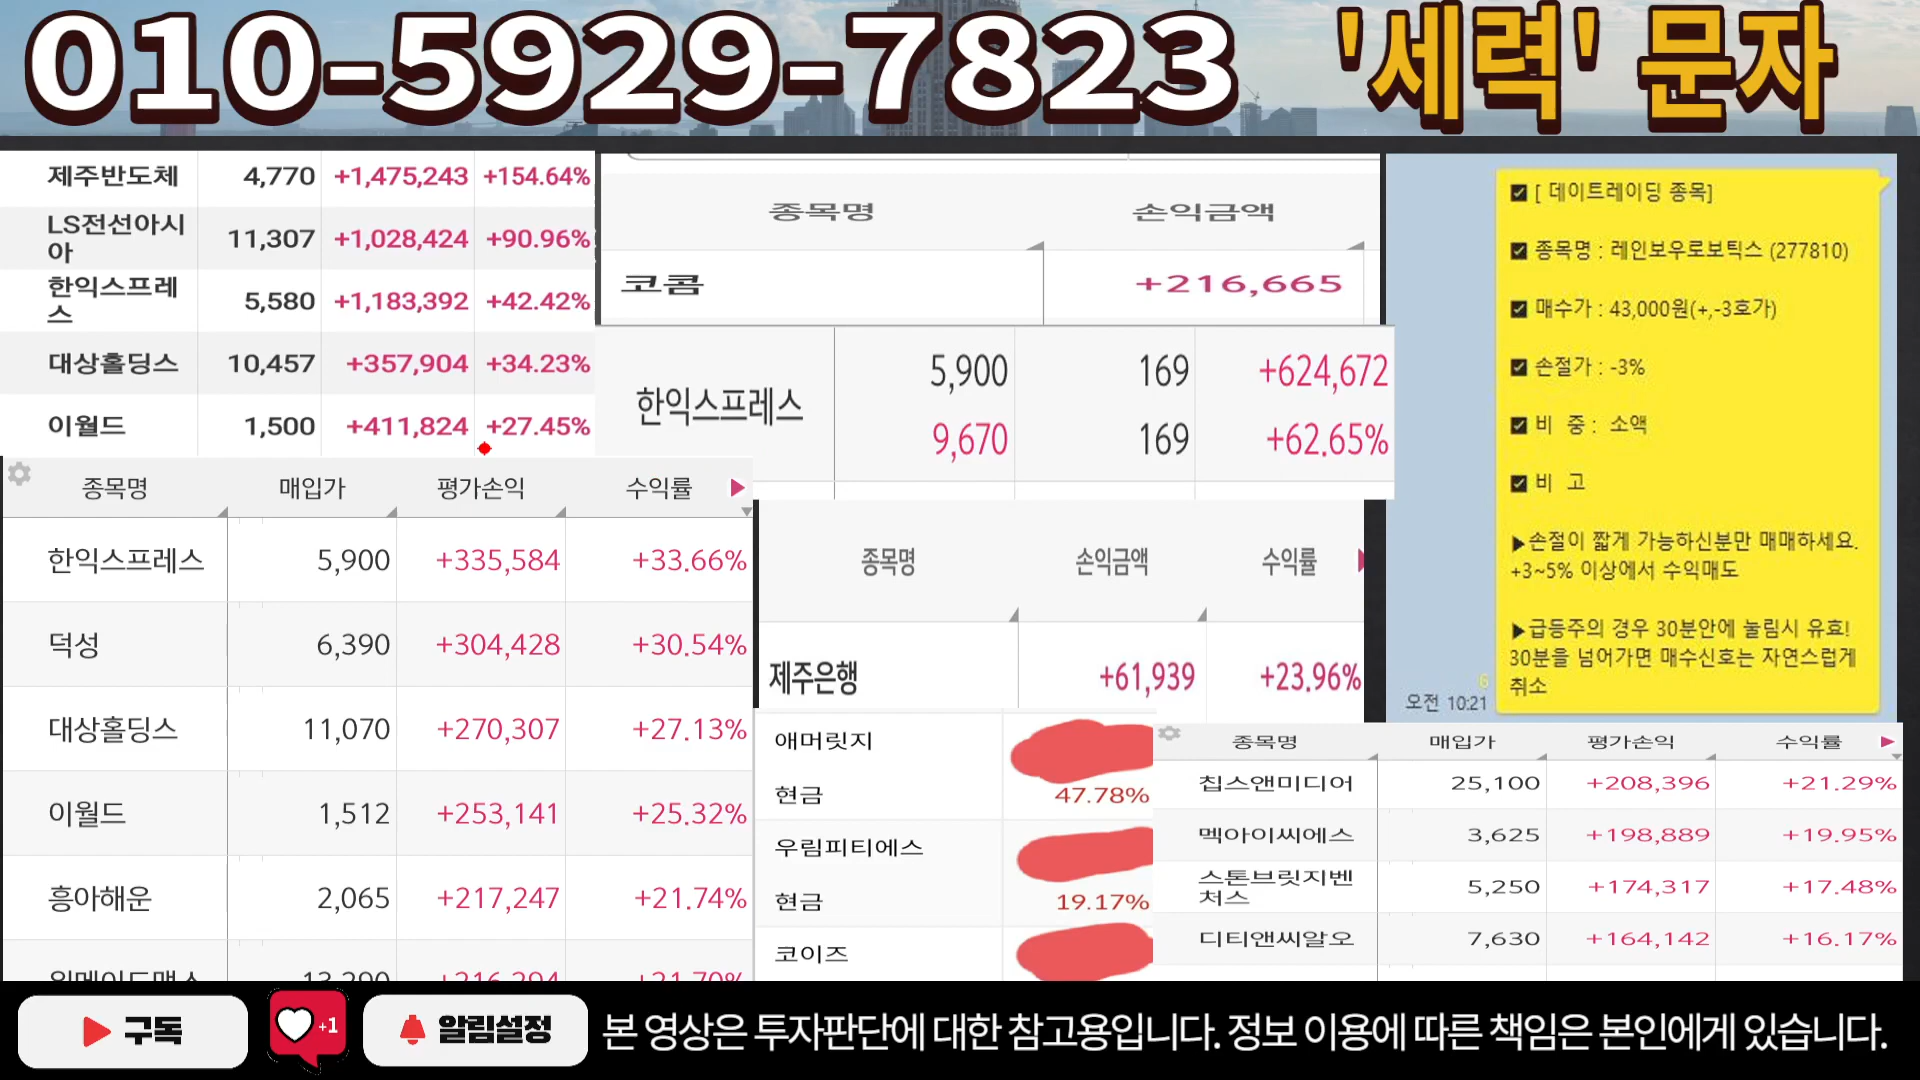 010-5929-7823 '세력' 문자
제주반도체 4,770 +1,475,243 +154.64%
LS전선아시아 11,307 +1,028,424 +90.96%
한익스프레스 5,580 +1,183,392 +42.42%
대상홀딩스 10,457 +357,904 +34.23%
이월드 1,500 +411,824 +27.45%
종목명 손익금액
코콤 +216,665
한익스프레스 5,900 169 +624,672
9,670 169 +62.65%
[ 데이트레이딩 종목]
종목명 : 레인보우로보틱스 (277810)
매수가 : 43,000원(+,-3호가)
손절가 : -3%
비 중 : 소액
비 고
▶손절이 짧게 가능하신분만 매매하세요.
+3~5% 이상에서 수익매도
▶급등주의 경우 30분안에 눌림시 유효!
30분을 넘어가면 매수신호는 자연스럽게
취소
6
오전 10:21
종목명 매입가 평가손익 수익률
한익스프레스 5,900 +335,584 +33.66%
덕성 6,390 +304,428 +30.54%
대상홀딩스 11,070 +270,307 +27.13%
이월드 1,512 +253,141 +25.32%
흥아해운 2,065 +217,247 +21.74%
종목명 손익금액 수익률
제주은행 +61,939 +23.96%
애머릿지
현금 47.78%
우림피티에스
현금 19.17%
코이즈
종목명 매입가 평가손익 수익률
칩스앤미디어 25,100 +208,396 +21.29%
멕아이씨에스 3,625 +198,889 +19.95%
스톤브릿지벤처스 5,250 +174,317 +17.48%
디티앤씨알오 7,630 +164,142 +16.17%
구독 +1 알림설정 본 영상은 투자판단에 대한 참고용입니다. 정보 이용에 따른 책임은 본인에게 있습니다.